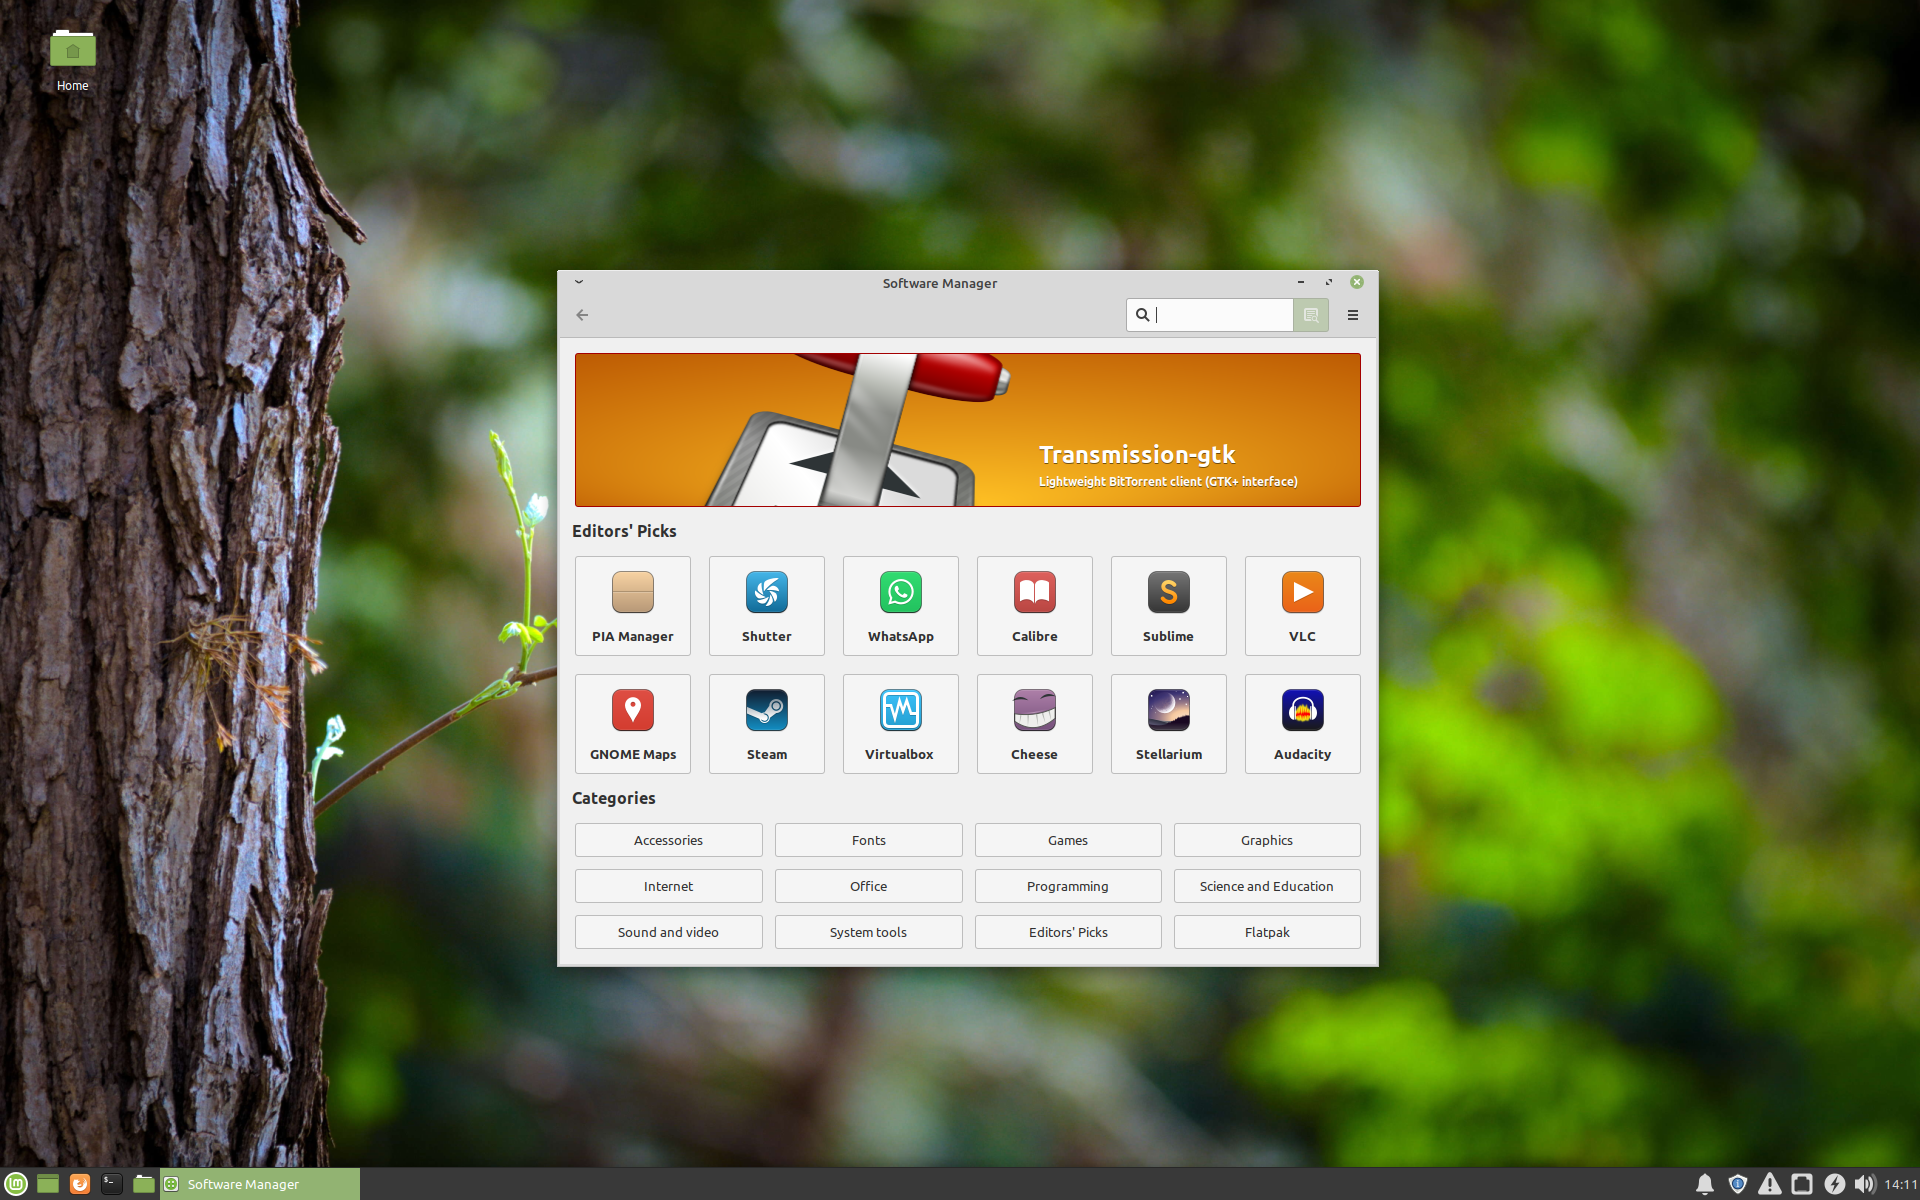 Home
Software Manager
Transmission-gtk
Lightweight BitTorrent client (GTK+ interface)
Editors' Picks
PIA Manager
Shutter
WhatsApp
Calibre
Sublime
VLC
GNOME Maps
Steam
Virtualbox
Cheese
Stellarium
Audacity
Categories
Accessories
Fonts
Games
Graphics
Internet
Office
Programming
Science and Education
Sound and video
System tools
Editors' Picks
Flatpak
Software Manager
14:11